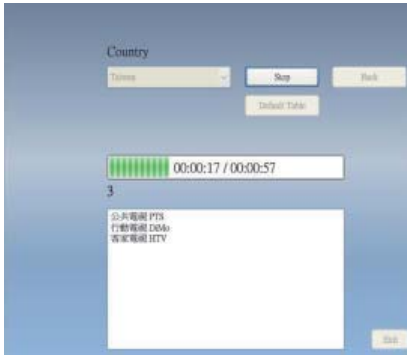 Country
Taiwan
Stop
Back
Default Table
00:00:17 / 00:00:57
3
公共電視 PTS
行動電視 DiMo
客家電視 HTV
Exit